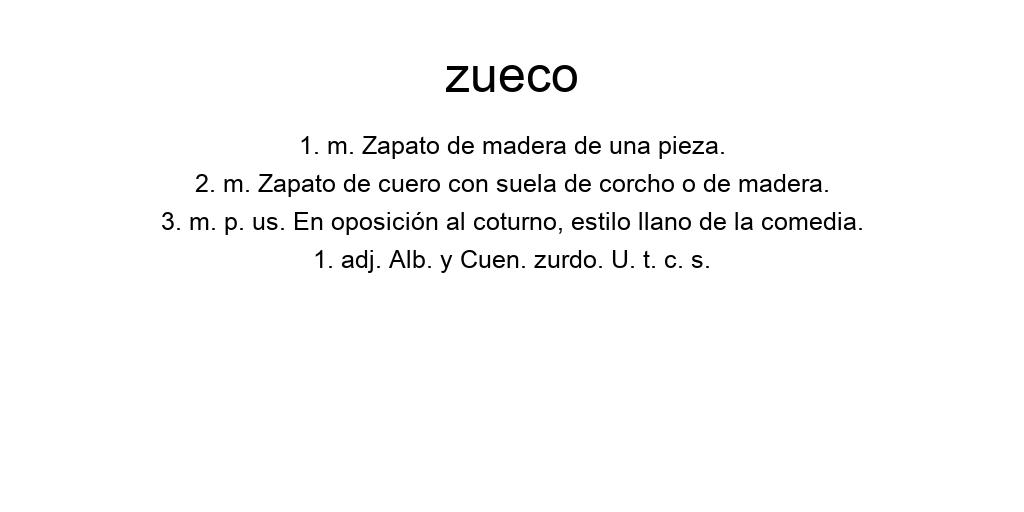 zueco
1. m. Zapato de madera de una pieza.
2. m. Zapato de cuero con suela de corcho o de madera.
3. m. p. us. En oposición al coturno, estilo llano de la comedia.
1. adj. Alb. y Cuen. zurdo. U. t. c. s.